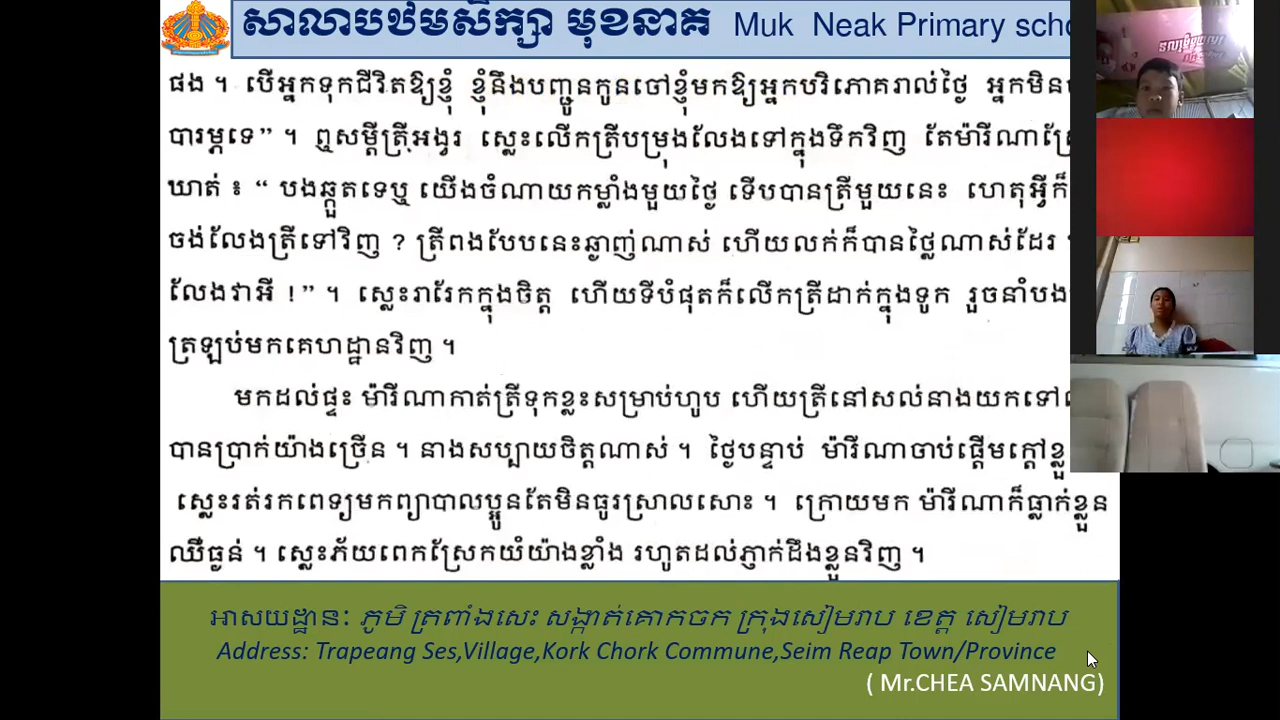 សាលាបឋមសិក្សា មុខនាគ Muk Neak Primary
ផង ។ បើអ្នកទុកជីវិតឱ្យខ្ញុំ ខ្ញុំនឹងបញ្ជូនកូនចៅខ្ញុំមកឱ្យអ្នកបរិភោគរាល់ថ្ងៃ អ្នកមិន
បារម្ភទេ” ។ ឮសម្ដីត្រីអង្វរ ស្លេះលើកត្រីបម្រុងលែងទៅក្នុងទឹកវិញ តែម៉ារីណា
ឃាត់ ៖ “ បងឆ្កួតទេឬ យើងចំណាយកម្លាំងមួយថ្ងៃ ទើបបានត្រីមួយនេះ ហេតុអ្វីក៏
ចង់លែងត្រីទៅវិញ ? ត្រីពងបែបនេះឆ្ងាញ់ណាស់ ហើយលក់ក៏បានថ្លៃណាស់ដែរ
លែងវាអី !” ។ ស្លេះរារែកក្នុងចិត្ត ហើយទីបំផុតក៏លើកត្រីដាក់ក្នុងទូក រួចនាំ
ត្រឡប់មកគេហដ្ឋានវិញ ។
មកដល់ផ្ទះ ម៉ារីណាកាត់ត្រីទុកខ្លះសម្រាប់ហូប ហើយត្រីនៅសល់នាងយកទៅ
បានប្រាក់យ៉ាងច្រើន ។ នាងសប្បាយចិត្តណាស់ ។ ថ្ងៃបន្ទាប់ ម៉ារីណាចាប់ផ្ដើមក្ដៅ
ស្លេះរត់រកពេទ្យមកព្យាបាលប្អូនតែមិនធូរស្រាលសោះ ។ ក្រោយមក ម៉ារីណាក៏ធ្លាក់ខ្លួន
ឈឺធ្ងន់ ។ ស្លេះភ័យពេកស្រែកយំយ៉ាងខ្លាំង រហូតដល់ភ្ញាក់ដឹងខ្លួនវិញ ។
អាសយដ្ឋាន: ភូមិ ត្រពាំងសេះ សង្កាត់គោកចក ក្រុងសៀមរាប ខេត្ត សៀមរាប
Address: Trapeang Ses,Village,Kork Chork Commune,Seim Reap Town/Province
( Mr.CHEA SAMNANG)